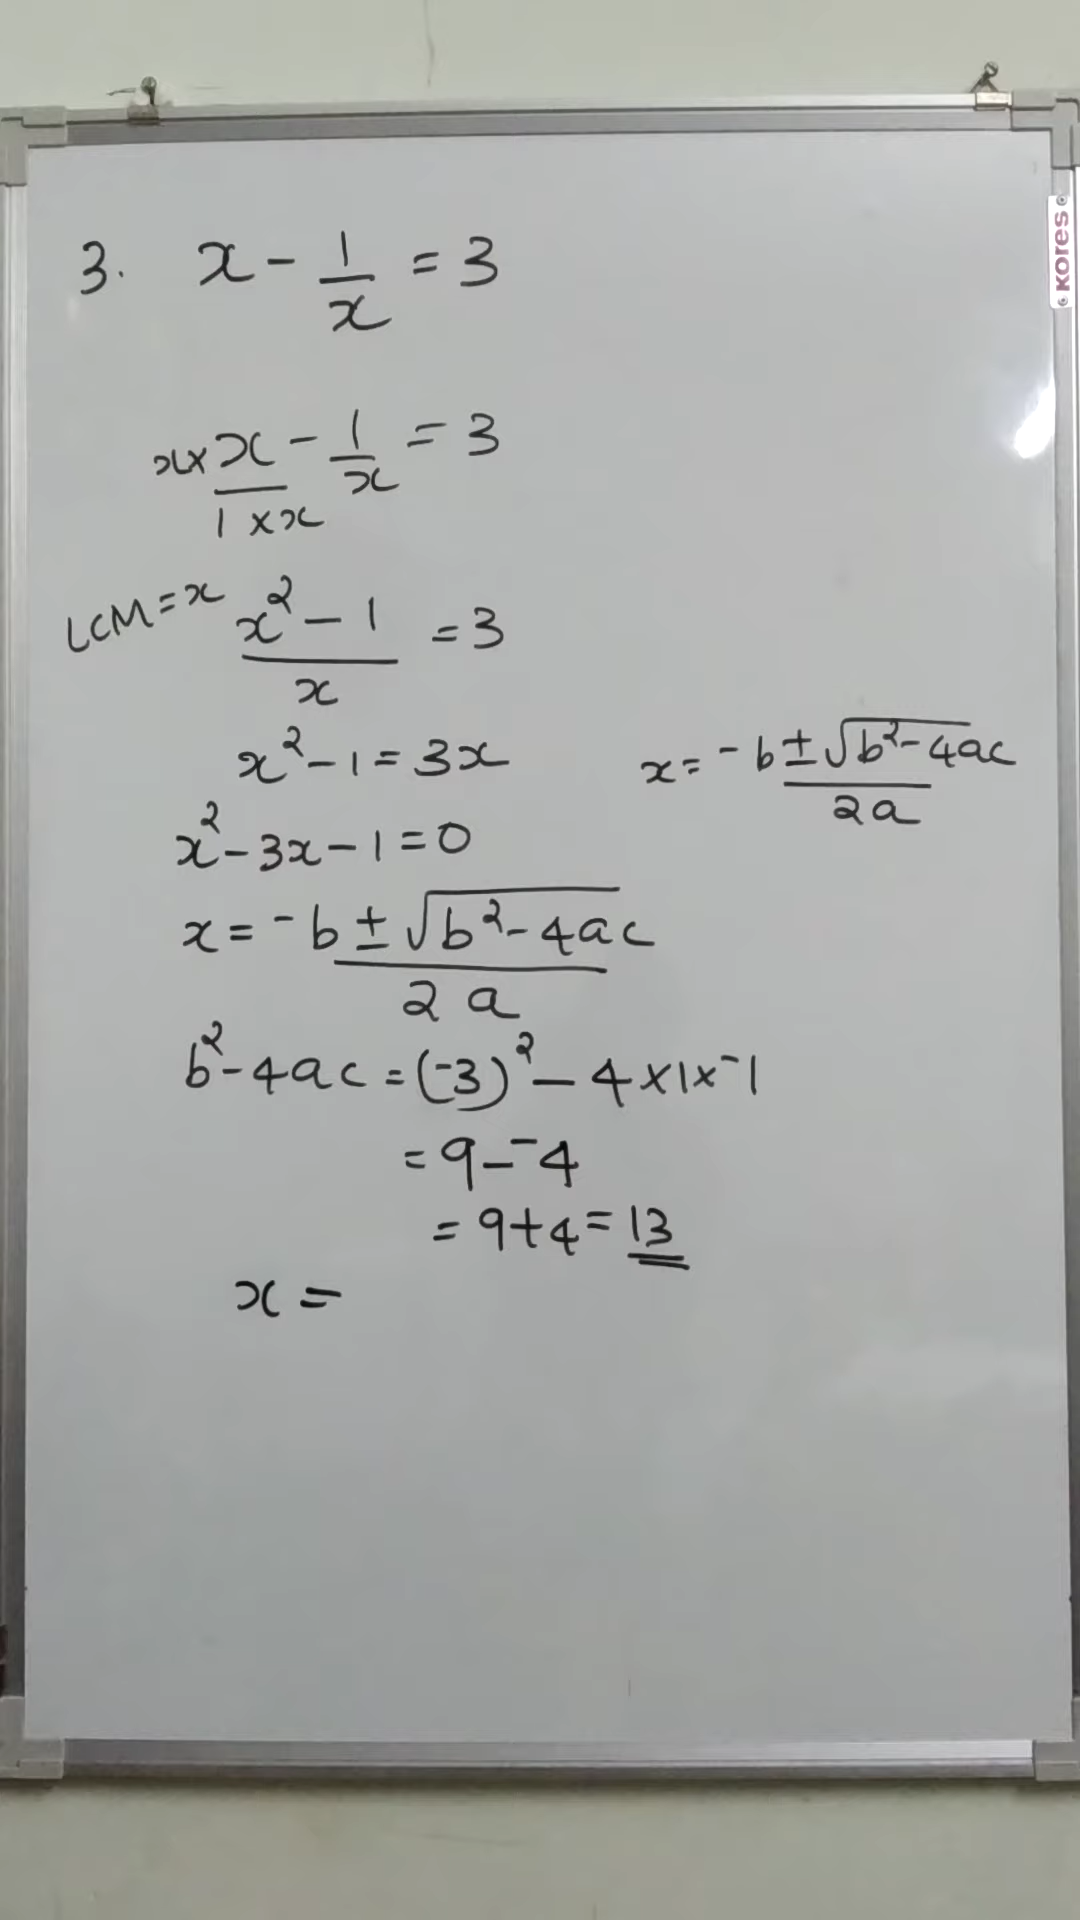 3. x - 1/x = 3
x × x/1 × x - 1/x = 3
LCM = x x² - 1/x = 3
x² - 1 = 3x
x = -b ± √b² - 4ac/2a
x² - 3x - 1 = 0
x = -b ± √b² - 4ac/2a
b² - 4ac = (-3)² - 4 × 1 × -1
= 9 - -4
= 9 + 4 = 13
x =
KORES